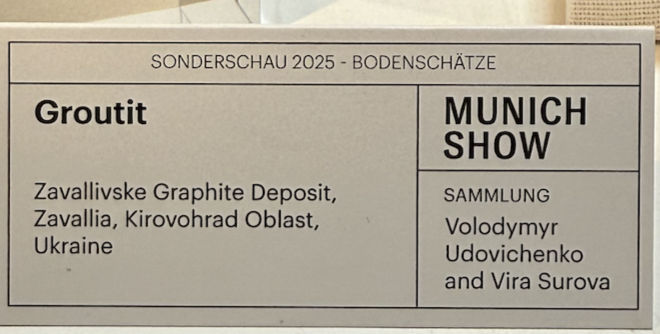 SONDERSCHAU 2025 - BODENSCHÄTZE
Groutit
Zavallivske Graphite Deposit,
Zavallia, Kirovohrad Oblast,
Ukraine
MUNICH
SHOW
SAMMLUNG
Volodymyr
Udovichenko
and Vira Surova